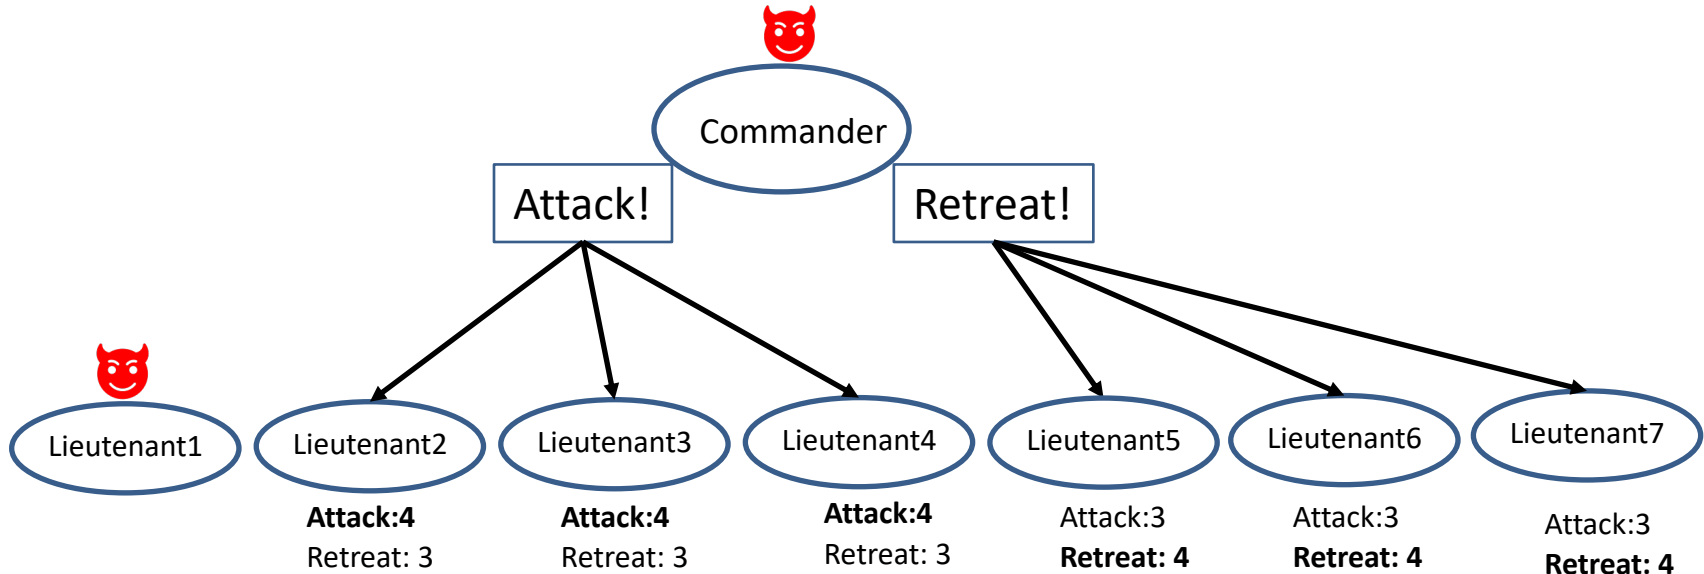 Commander
Attack!
Retreat!
Lieutenant1
Lieutenant2
Lieutenant3
Lieutenant4
Lieutenant5
Lieutenant6
Lieutenant7
Attack:4
Retreat: 3
Attack:4
Retreat: 3
Attack:4
Retreat: 3
Attack:3
Retreat: 4
Attack:3
Retreat: 4
Attack:3
Retreat: 4